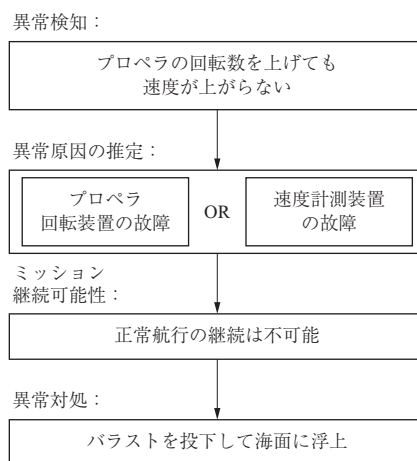 異常検知：
プロペラの回転数を上げても
速度が上がらない
異常原因の推定：
プロペラ
回転装置の故障
OR
速度計測装置
の故障
ミッション
継続可能性：
正常航行の継続は不可能
異常対処：
バラストを投下して海面に浮上